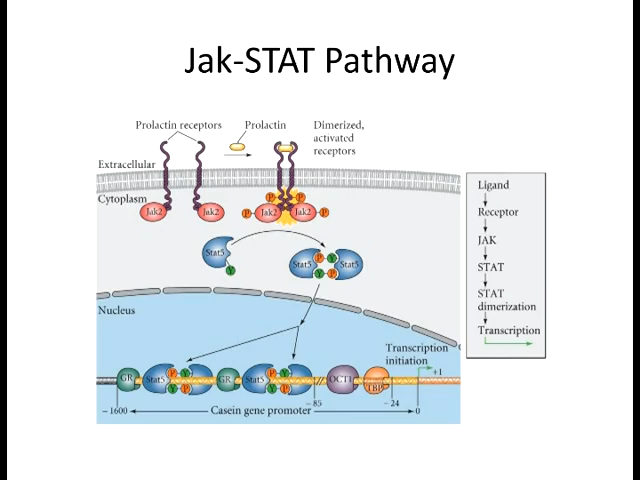 Jak-STAT Pathway
Prolactin receptors
Prolactin
Dimerized,
activated
receptors
Extracellular
Cytoplasm
Jak2
Jak2
P
P
P
Jak2
Jak2
P
Stat5
Y
Stat5
P
Y
Y
P
Stat5
Nucleus
Transcription
initiation
+1
GR
Stat5
P
Y
Y
P
GR
Stat5
P
Y
Y
P
OCT1
TBP
– 1600
Casein gene promoter
– 85
– 24
0
Ligand
Receptor
JAK
STAT
STAT
dimerization
Transcription